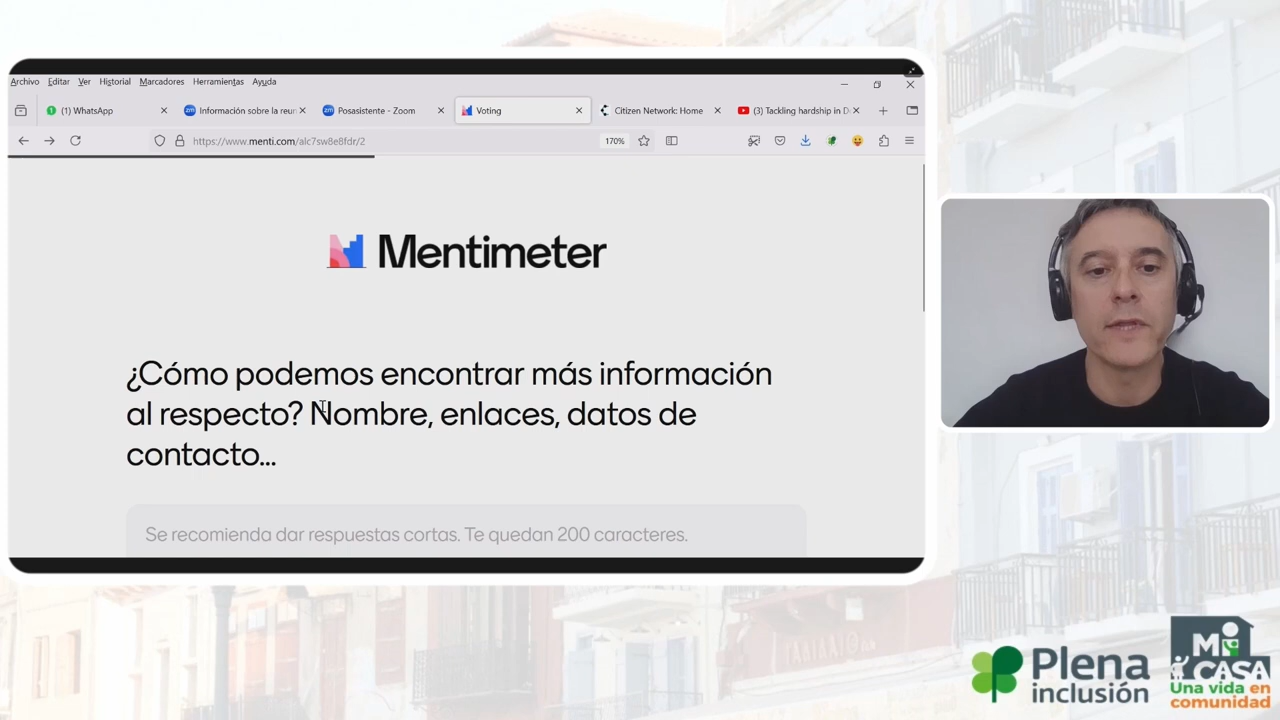 Archivo Editar Ver Historial Marcadores Herramientas Ayuda
(1) WhatsApp
Información sobre la reur
Posasistente - Zoom
Voting
Citizen Network: Home
(3) Tackling hardship in D
https://www.menti.com/alc7sw8e8fdr/2
170%
Mentimeter
¿Cómo podemos encontrar más información
al respecto? Nombre, enlaces, datos de
contacto...
Se recomienda dar respuestas cortas. Te quedan 200 caracteres.
Plena
inclusión
Mi
CASA
Una vida en
comunidad